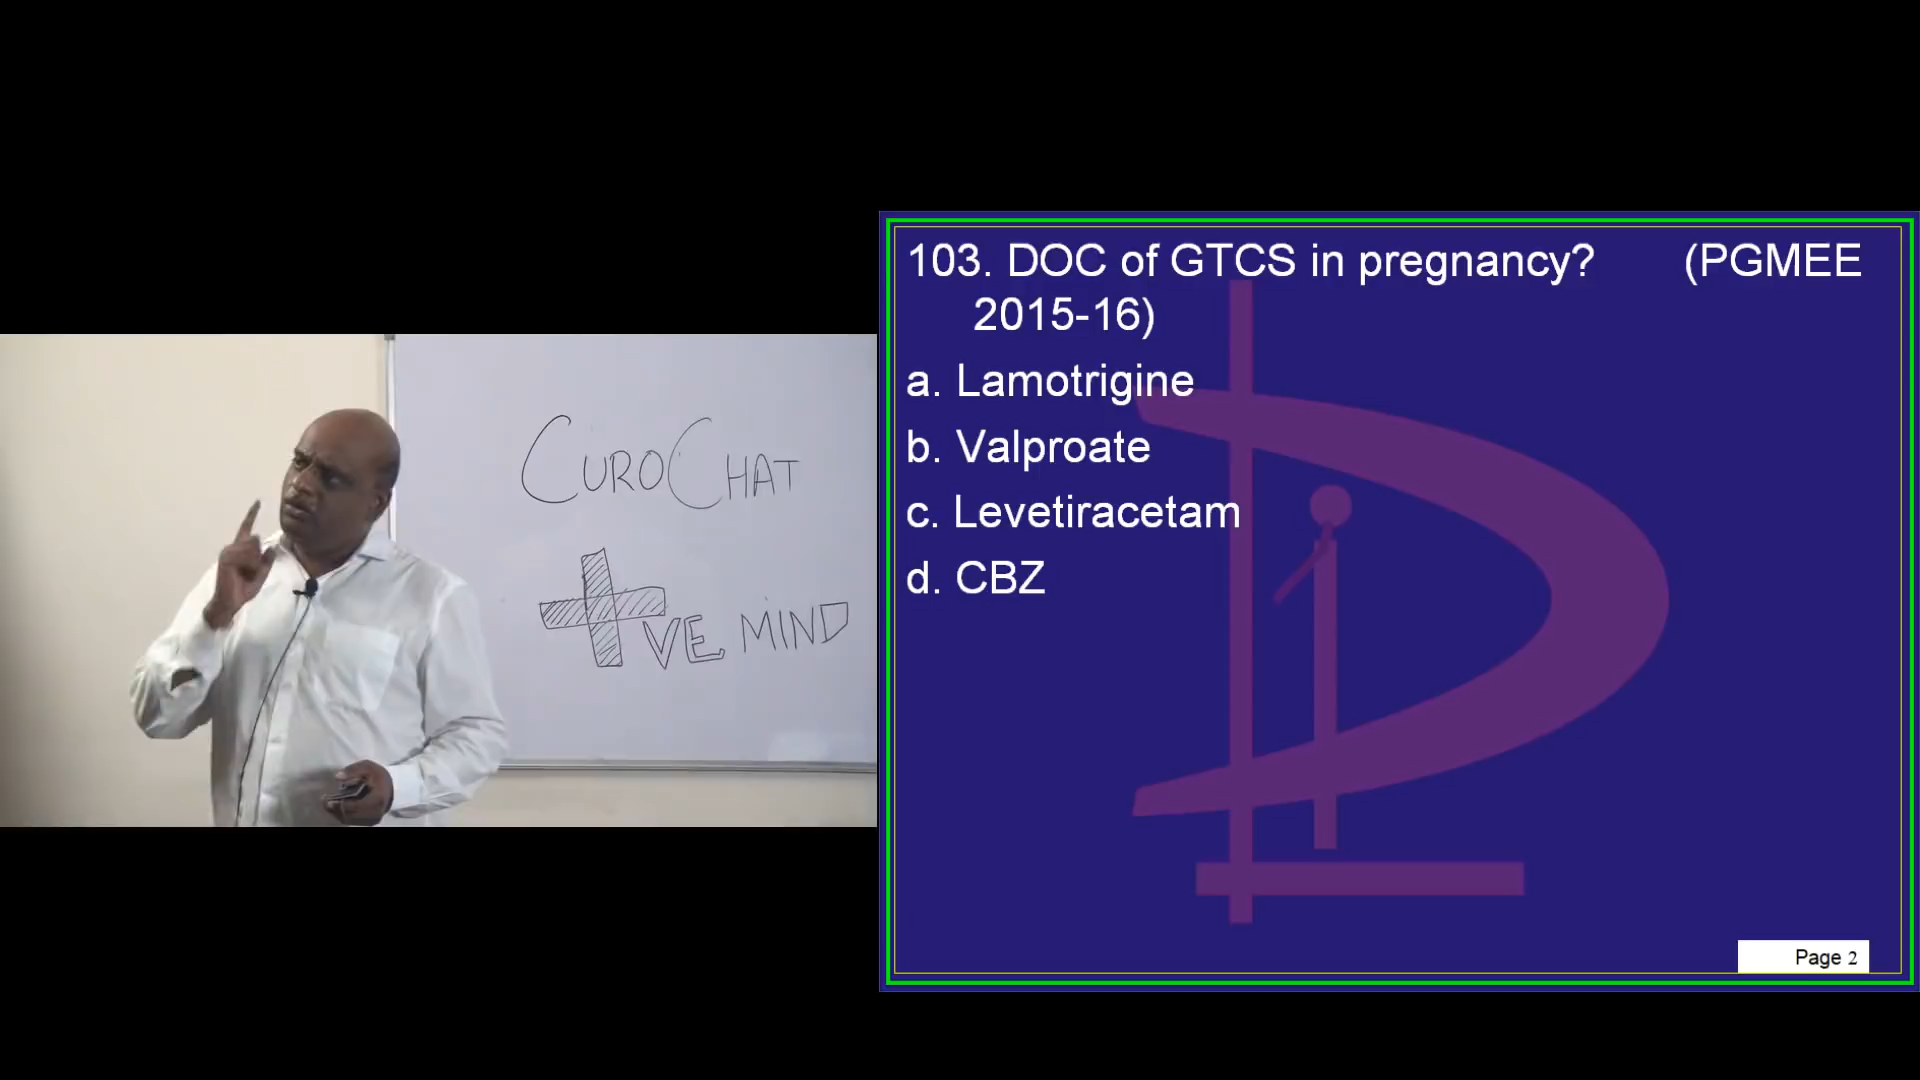 CUROCHAT
+VE MIND
103. DOC of GTCS in pregnancy? (PGMEE
2015-16)
a. Lamotrigine
b. Valproate
c. Levetiracetam
d. CBZ
Page 2